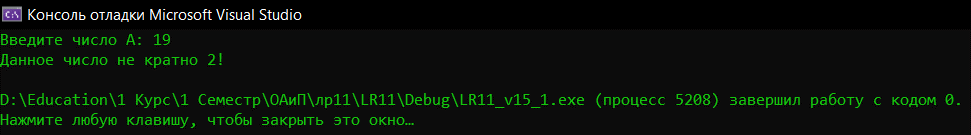 Консоль отладки Microsoft Visual Studio
Введите число A: 19
Данное число не кратно 2!
D:\Education\1 Курс\1 Семестр\ОАиП\лр11\LR11\Debug\LR11_v15_1.exe (процесс 5208) завершил работу с кодом 0.
Нажмите любую клавишу, чтобы закрыть это окно…